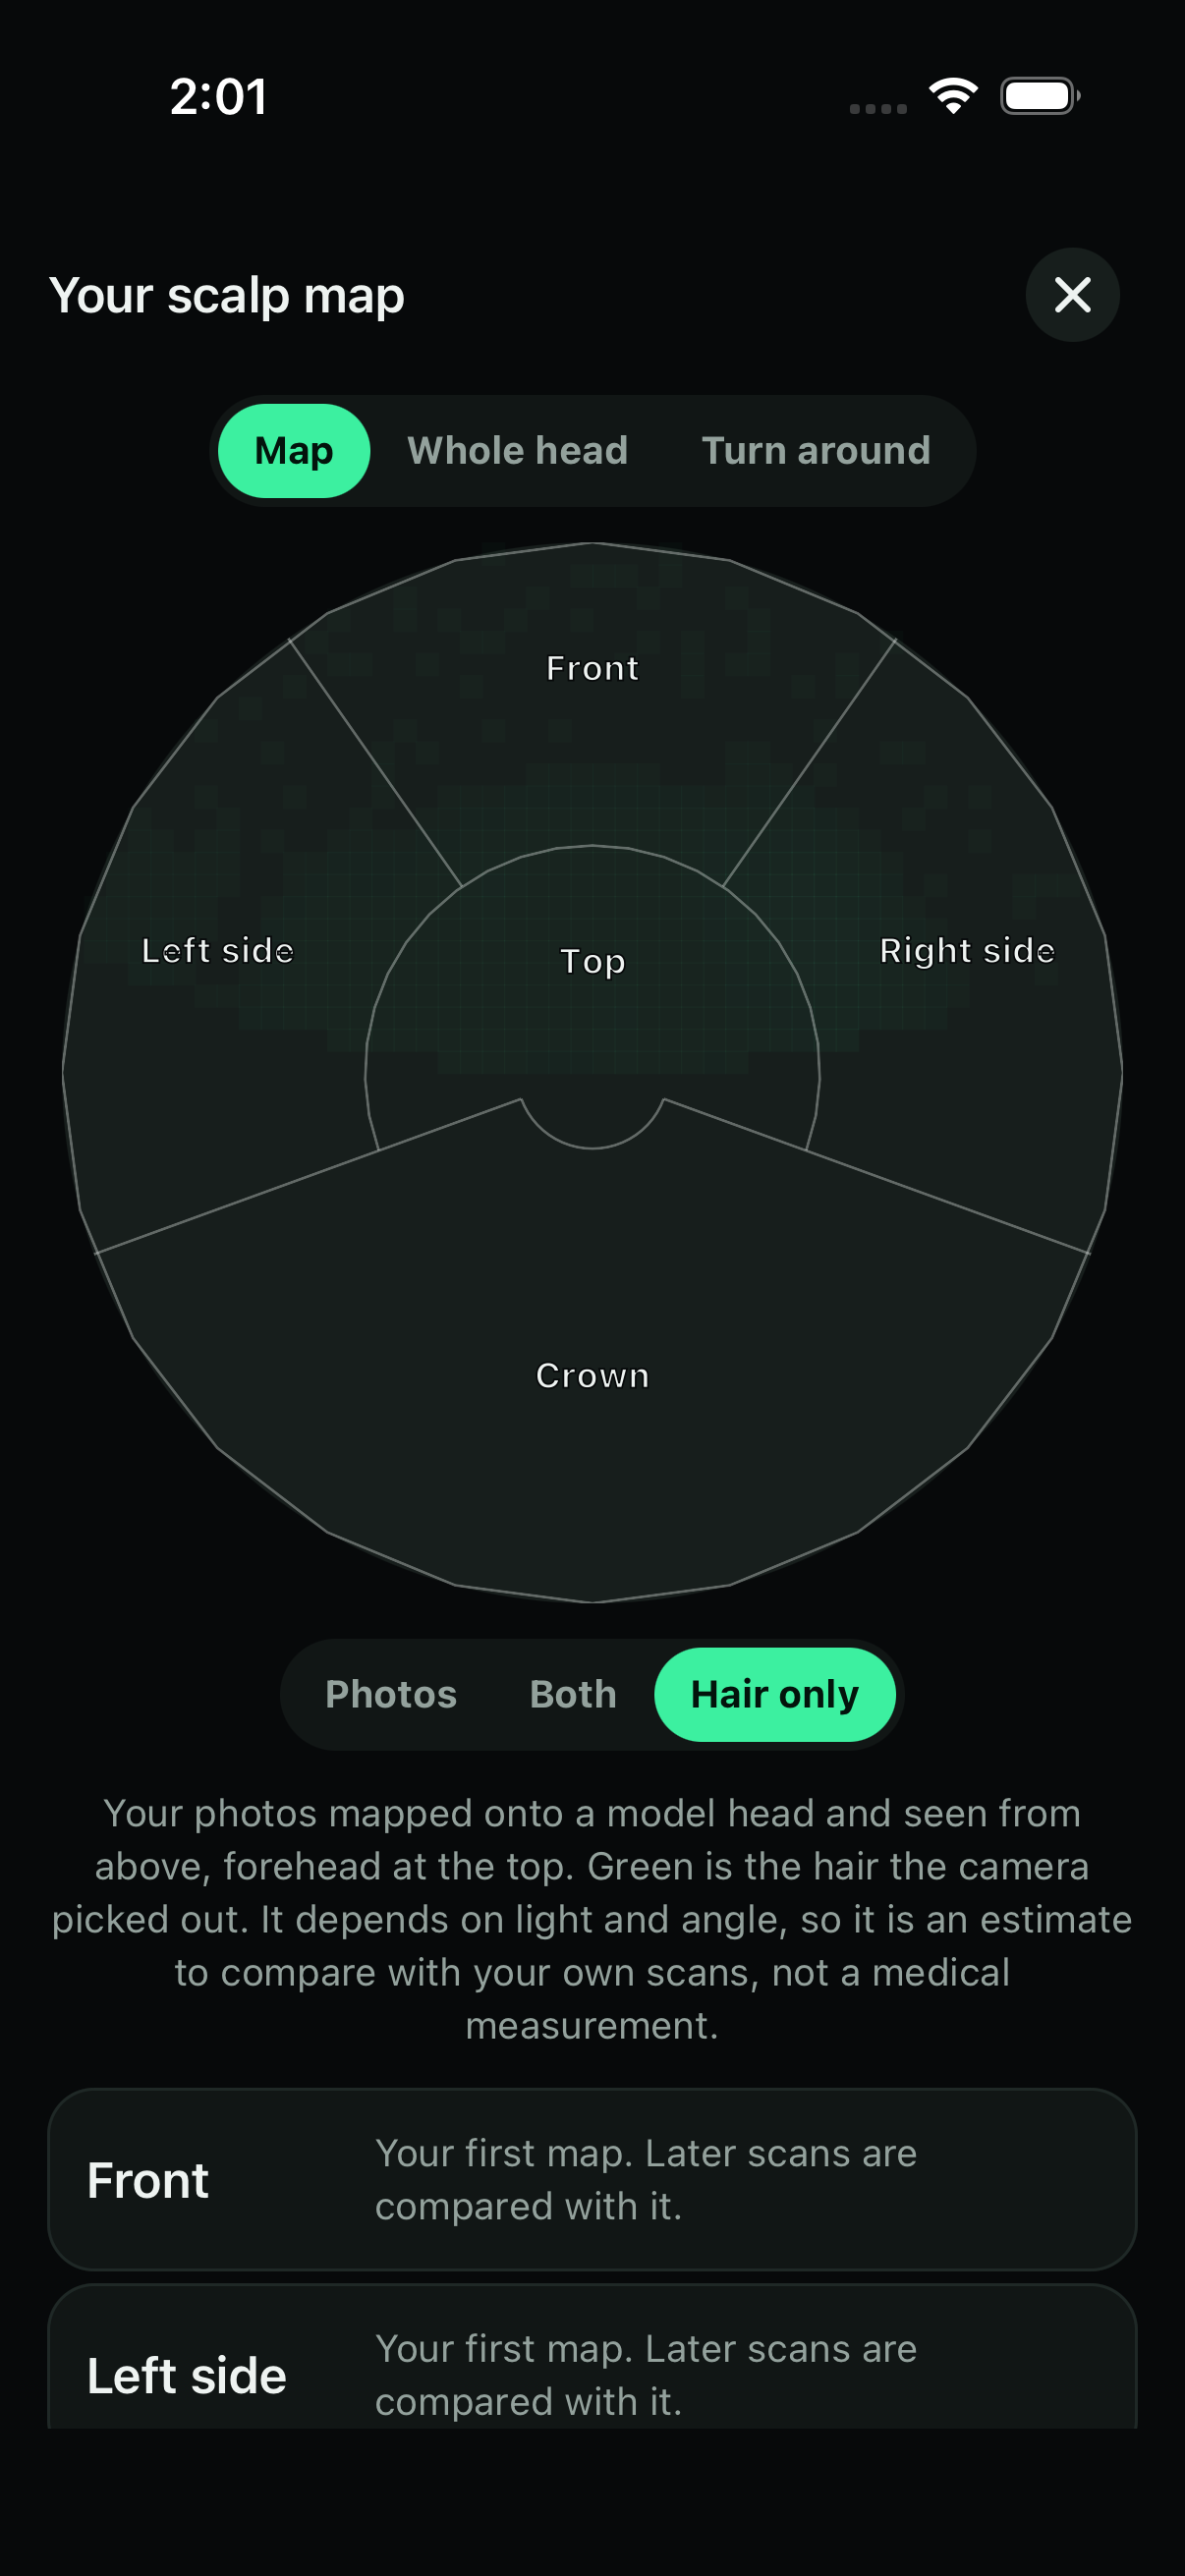 2:01
Your scalp map
Map Whole head Turn around
Front
Left side Top Right side
Crown
Photos Both Hair only
Your photos mapped onto a model head and seen from
above, forehead at the top. Green is the hair the camera
picked out. It depends on light and angle, so it is an estimate
to compare with your own scans, not a medical
measurement.
Front
Your first map. Later scans are
compared with it.
Left side
Your first map. Later scans are
compared with it.